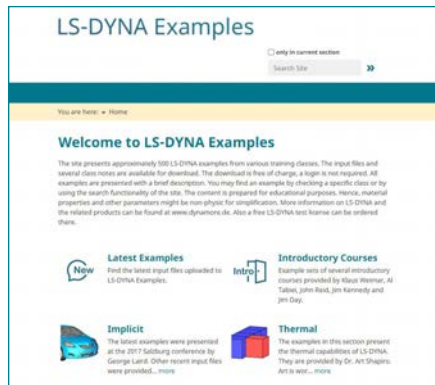 LS-DYNA Examples
only in current section
Search Site »
You are here: • Home
Welcome to LS-DYNA Examples
The site presents approximately 500 LS-DYNA examples from various training classes. The input files and
several class notes are available for download. The download is free of charge, a login is not required. All
examples are presented with a brief description. You may find an example by checking a specific class or by
using the search functionality of the site. The content is prepared for educational purposes. Hence, material
properties and other parameters might be non-physic for simplification. More information on LS-DYNA and
the related products can be found at www.dynamore.de. Also a free LS-DYNA test license can be ordered
there.
New
Latest Examples
Find the latest input files uploaded to
LS-DYNA Examples.
Intro
Introductory Courses
Example sets of several introductory
courses provided by Klaus Weimar, Al
Tabiei, John Reid, Jim Kennedy and
Jim Day.
Implicit
The latest examples were presented
at the 2017 Salzburg conference by
George Laird. Other recent input files
were provided... more
Thermal
The examples in this section present
the thermal capabilities of LS-DYNA.
They are provided by Dr. Art Shapiro.
Art is wor... more